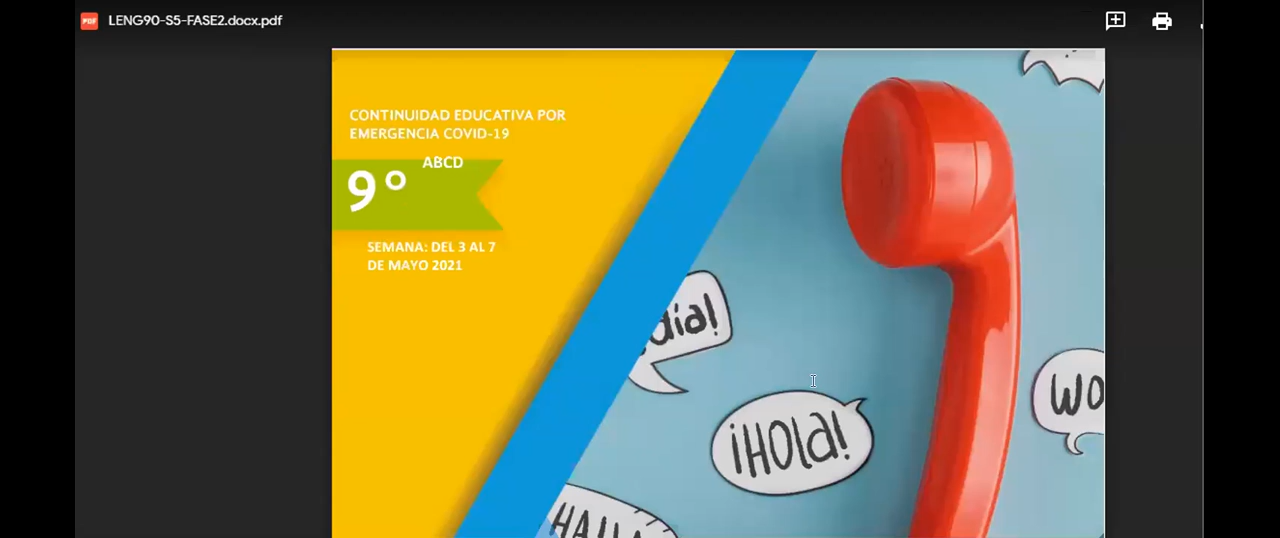 LENG90-S5-FASE2.docx.pdf
CONTINUIDAD EDUCATIVA POR
EMERGENCIA COVID-19
ABCD
9°
SEMANA: DEL 3 AL 7
DE MAYO 2021
¡HOla!